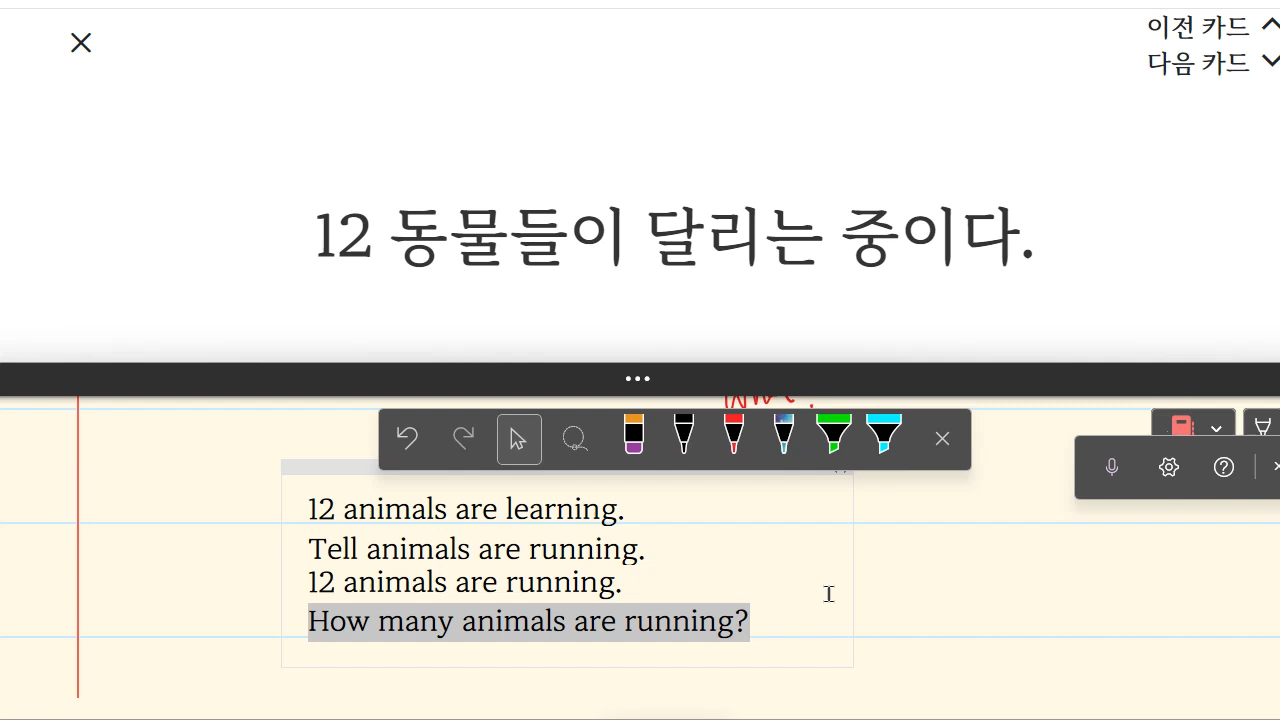 이전 카드
다음 카드
12 동물들이 달리는 중이다.
12 animals are learning.
Tell animals are running.
12 animals are running.
How many animals are running?